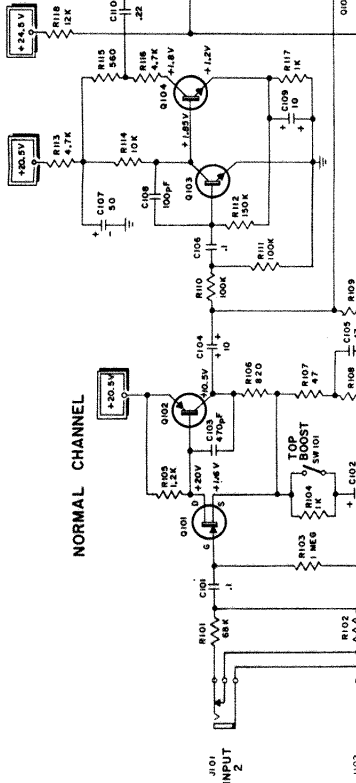 NORMAL CHANNEL
+24.5V
R118
12K
C110
.22
Q10
R115
560
R116
4.7K
+1.8V
+1.2V
Q104
R117
1K
C109
10
+20.5V
R113
4.7K
R114
10K
+1.85V
C108
100pF
Q103
C107
50
R112
150K
C106
.1
R111
100K
R110
100K
R109
+20.5V
C104
10
+10.5V
Q102
C103
470pF
R106
820
R107
47
C105
R108
R105
1.2K
+20V
D
+1.6V
S
TOP
BOOST
SW101
Q101
G
R104
1K
C102
R103
1 MEG
C101
.1
R101
68K
R102
J101
INPUT
2